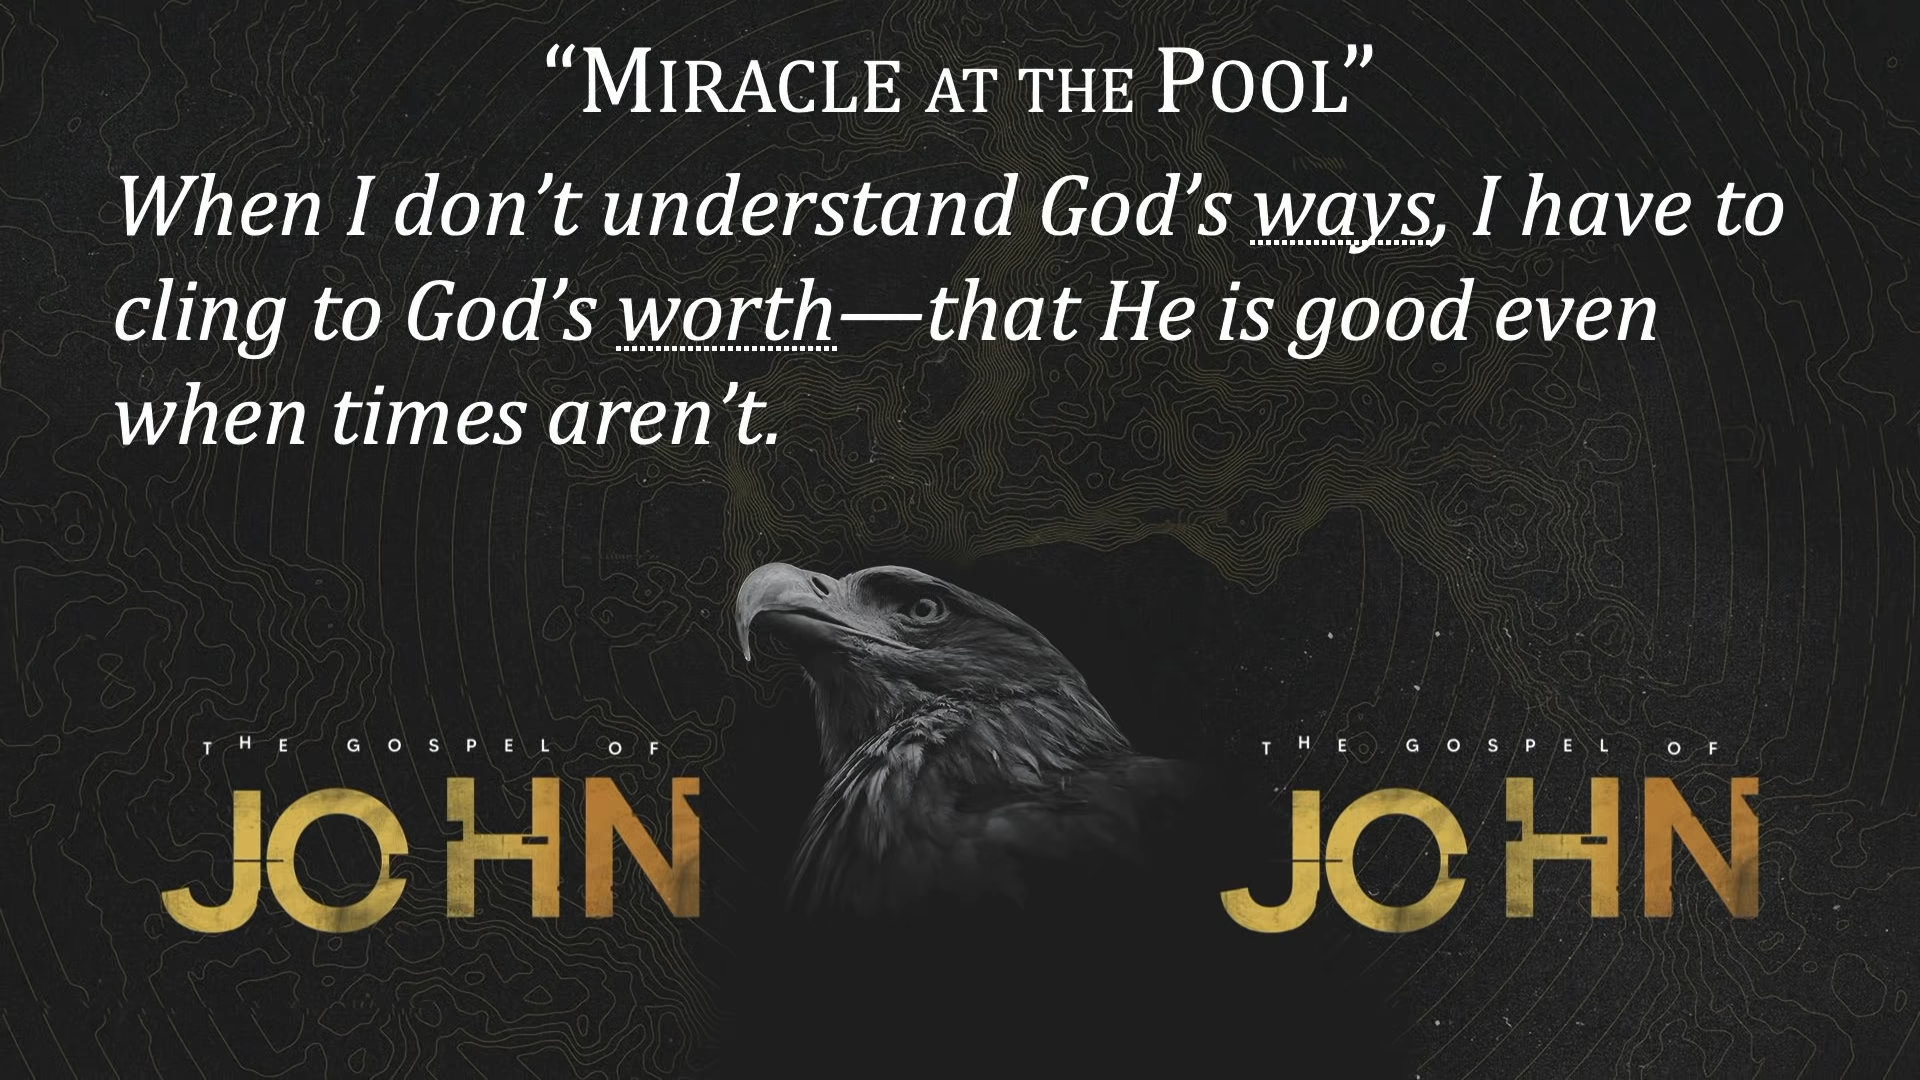 “MIRACLE AT THE POOL”
When I don’t understand God’s ways, I have to
cling to God’s worth—that He is good even
when times aren’t.
THE GOSPEL OF
JOHN
THE GOSPEL OF
JOHN